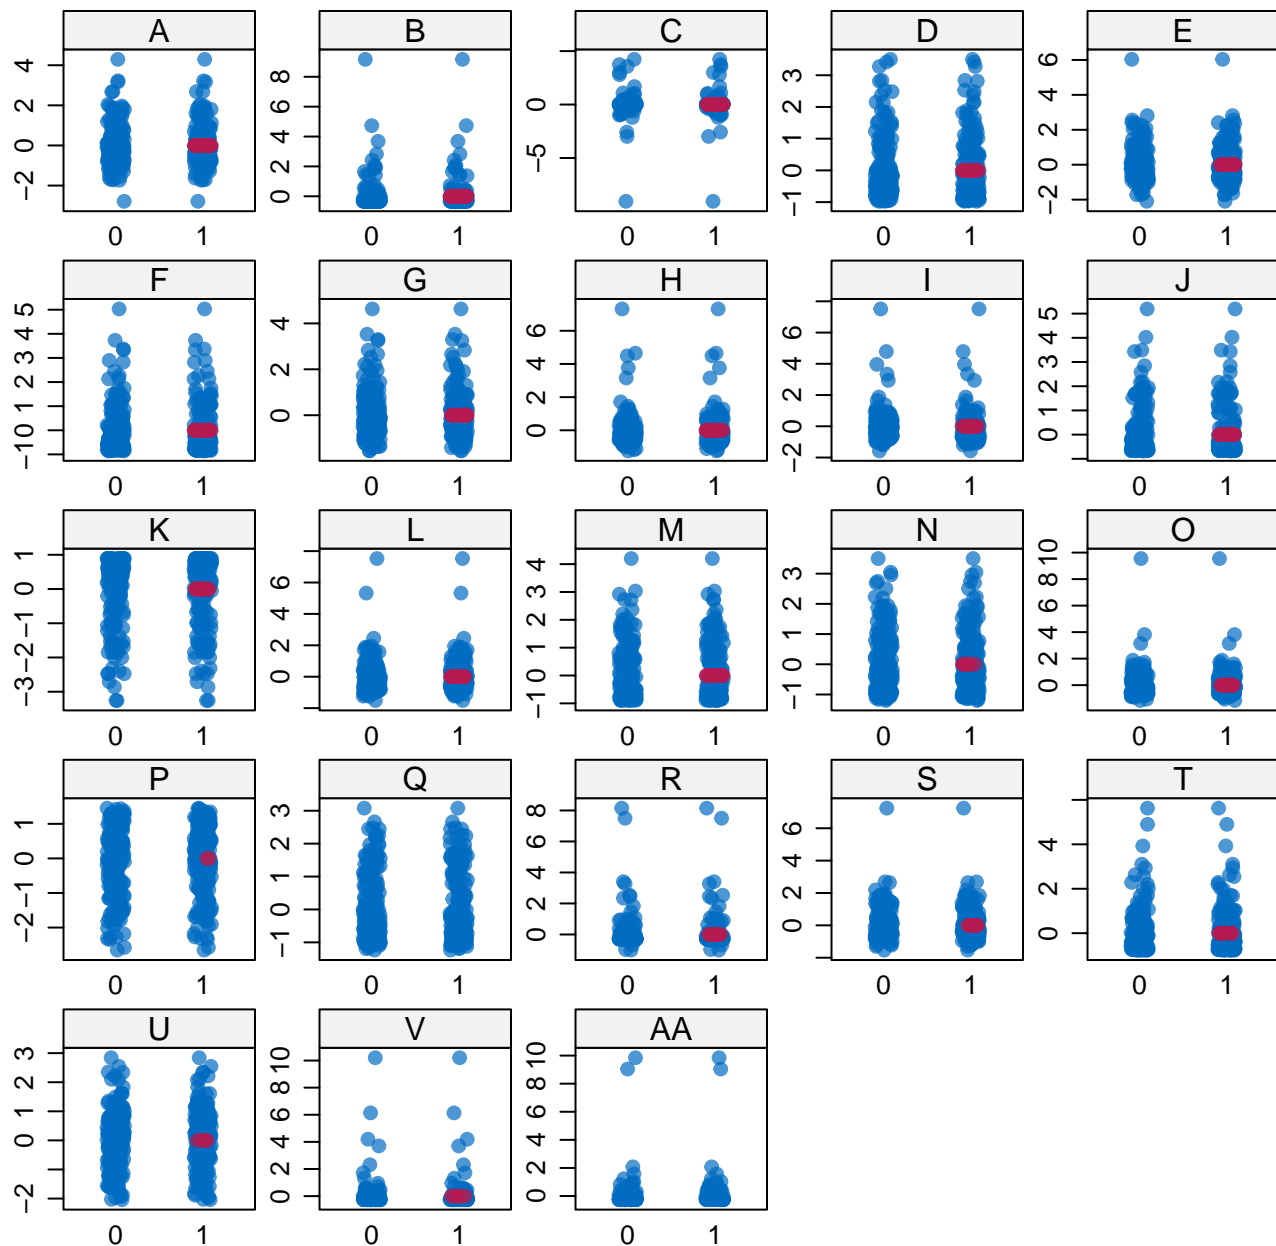 A B C D E
−2 0 2 4
0 2 4 6 8
−5 0
−1 0 1 2 3
−2 0 2 4 6
0 1 0 1 0 1 0 1 0 1
F G H I J
−1 0 1 2 3 4 5
0 2 4
0 2 4 6
−2 0 2 4 6 8
0 1 2 3 4 5
0 1 0 1 0 1 0 1 0 1
K L M N O
−3 −2 −1 0 1
0 2 4 6
−1 0 1 2 3 4
−1 0 1 2 3
0 2 4 6 8 10
0 1 0 1 0 1 0 1 0 1
P Q R S T
−2 −1 0 1
−1 0 1 2 3
0 2 4 6 8
0 2 4 6
0 2 4
0 1 0 1 0 1 0 1 0 1
U V AA
−2 0 1 2 3
0 2 4 6 8 10
0 2 4 6 8 10
0 1 0 1 0 1